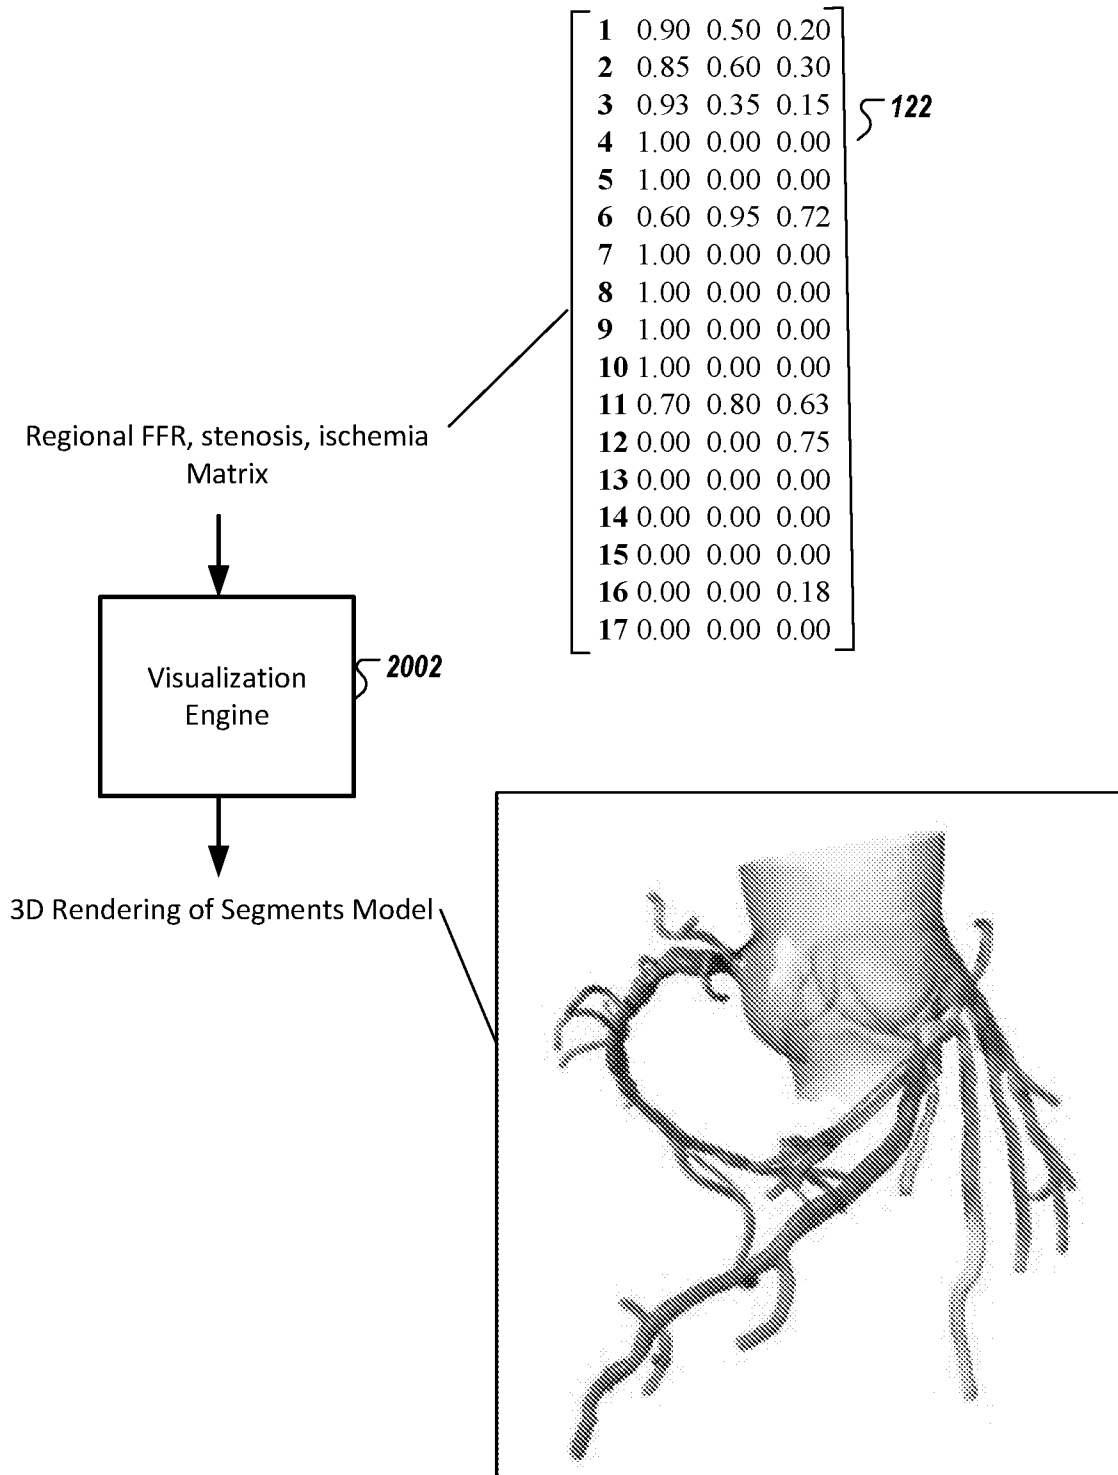 1 0.90 0.50 0.20
2 0.85 0.60 0.30
3 0.93 0.35 0.15
4 1.00 0.00 0.00
5 1.00 0.00 0.00
6 0.60 0.95 0.72
7 1.00 0.00 0.00
8 1.00 0.00 0.00
9 1.00 0.00 0.00
10 1.00 0.00 0.00
11 0.70 0.80 0.63
12 0.00 0.00 0.75
13 0.00 0.00 0.00
14 0.00 0.00 0.00
15 0.00 0.00 0.00
16 0.00 0.00 0.18
17 0.00 0.00 0.00
122
Regional FFR, stenosis, ischemia
Matrix
Visualization
Engine
2002
3D Rendering of Segments Model